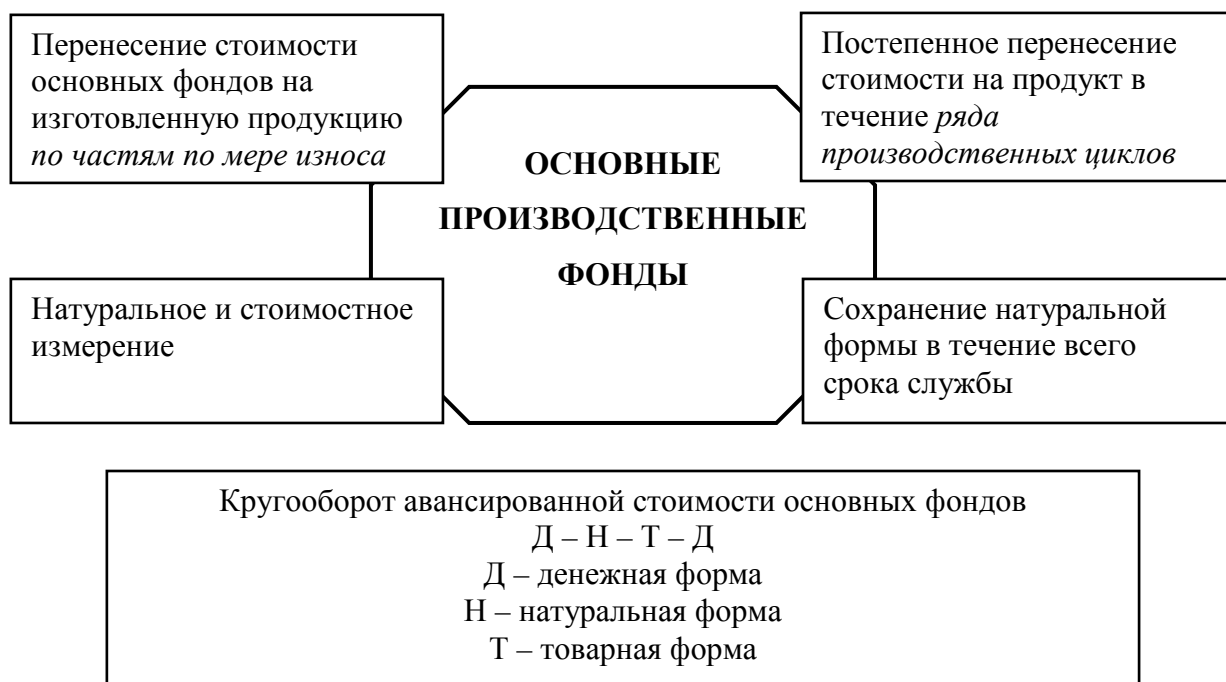 Перенесение стоимости
основных фондов на
изготовленную продукцию
по частям по мере износа
Постепенное перенесение
стоимости на продукт в
течение ряда
производственных циклов
ОСНОВНЫЕ
ПРОИЗВОДСТВЕННЫЕ
ФОНДЫ
Натуральное и стоимостное
измерение
Сохранение натуральной
формы в течение всего
срока службы
Кругооборот авансированной стоимости основных фондов
Д – Н – Т – Д
Д – денежная форма
Н – натуральная форма
Т – товарная форма